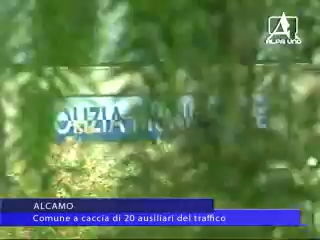 ALPA UNO
OLIZIA
ALCAMO
Comune a caccia di 20 ausiliari del traffico